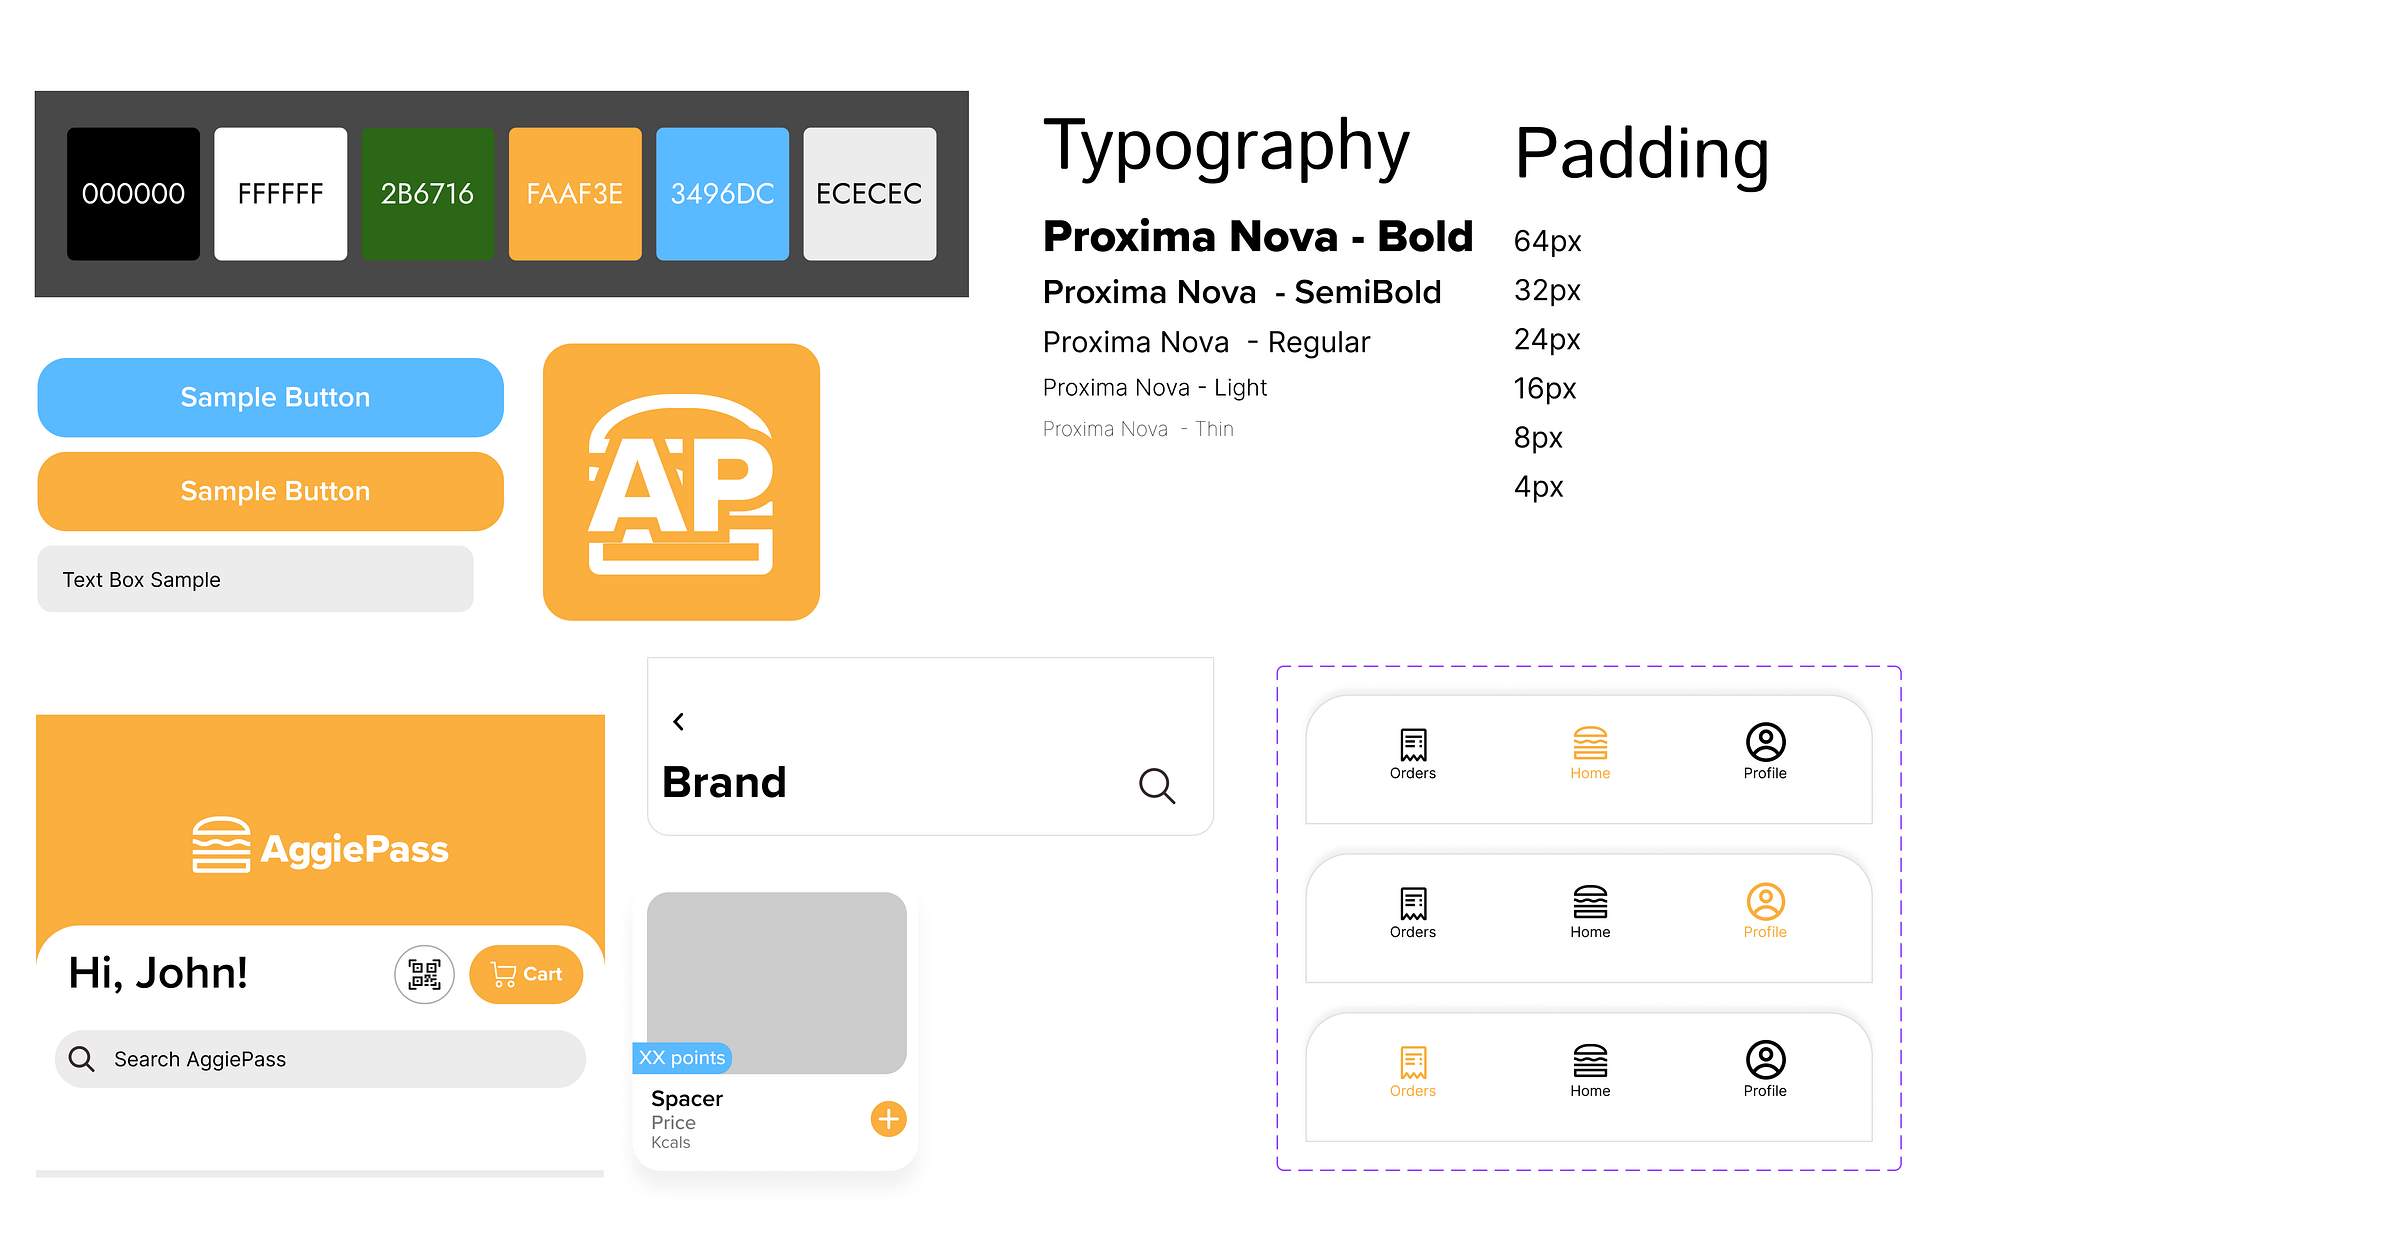 000000
FFFFFF
2B6716
FAAF3E
3496DC
ECECEC
Typography
Proxima Nova - Bold
Proxima Nova - SemiBold
Proxima Nova - Regular
Proxima Nova - Light
Proxima Nova - Thin
Padding
64px
32px
24px
16px
8px
4px
Sample Button
Sample Button
Text Box Sample
AP
AggiePass
Hi, John!
Cart
Search AggiePass
Brand
XX points
Spacer
Price
Kcals
Orders
Home
Profile
Orders
Home
Profile
Orders
Home
Profile